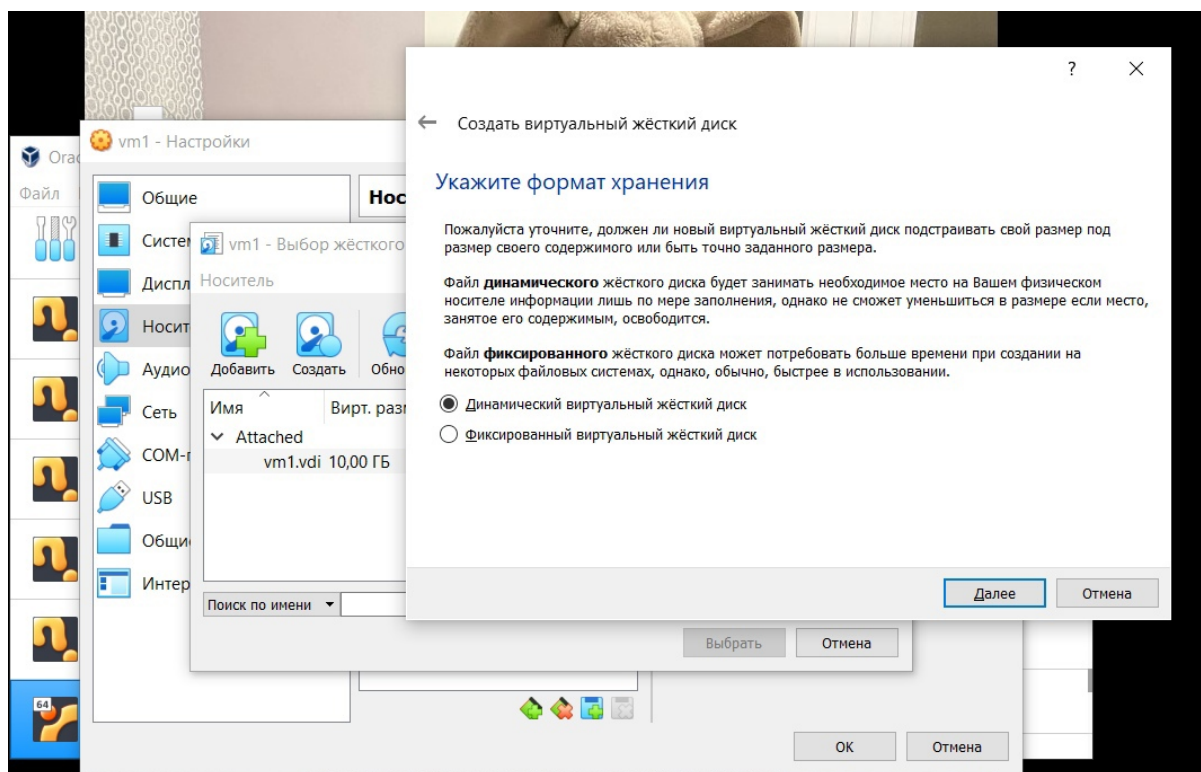 Orac
Файл
64
vm1 - Настройки
Общие
Систем
Диспл
Носит
Аудио
Сеть
COM-п
USB
Общи
Интер
Нос
vm1 - Выбор жёсткого
Носитель
Добавить
Создать
Обно
Имя
Вирт. разм
Attached
vm1.vdi 10,00 ГБ
Поиск по имени
Выбрать
Отмена
OK
Отмена
?
Создать виртуальный жёсткий диск
Укажите формат хранения
Пожалуйста уточните, должен ли новый виртуальный жёсткий диск подстраивать свой размер под
размер своего содержимого или быть точно заданного размера.
Файл динамического жёсткого диска будет занимать необходимое место на Вашем физическом
носителе информации лишь по мере заполнения, однако не сможет уменьшиться в размере если место,
занятое его содержимым, освободится.
Файл фиксированного жёсткого диска может потребовать больше времени при создании на
некоторых файловых системах, однако, обычно, быстрее в использовании.
Динамический виртуальный жёсткий диск
Фиксированный виртуальный жёсткий диск
Далее
Отмена